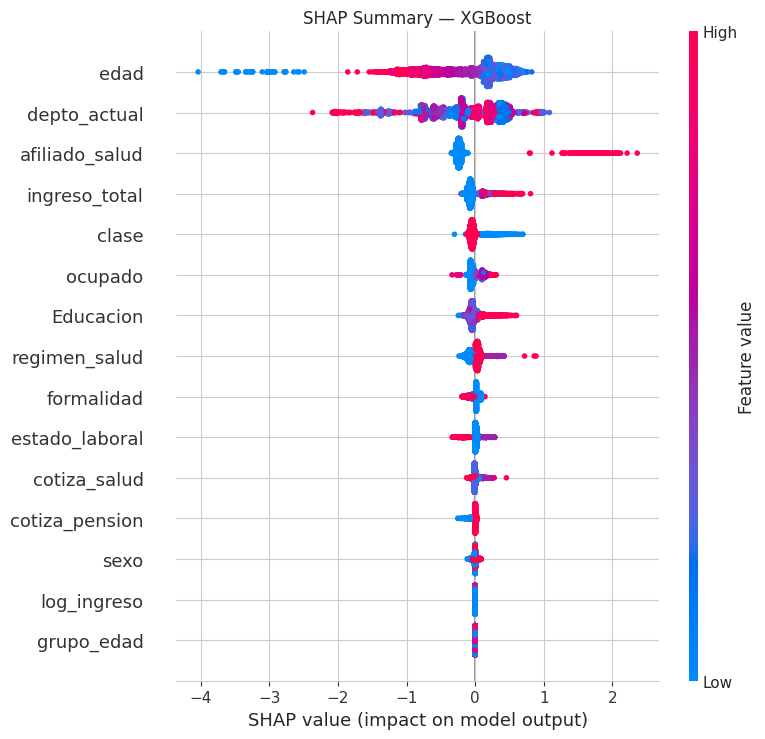 SHAP Summary — XGBoost
High
edad
depto_actual
afiliado_salud
ingreso_total
clase
ocupado
Educacion
regimen_salud
formalidad
estado_laboral
cotiza_salud
cotiza_pension
sexo
log_ingreso
grupo_edad
Feature value
Low
−4 −3 −2 −1 0 1 2
SHAP value (impact on model output)